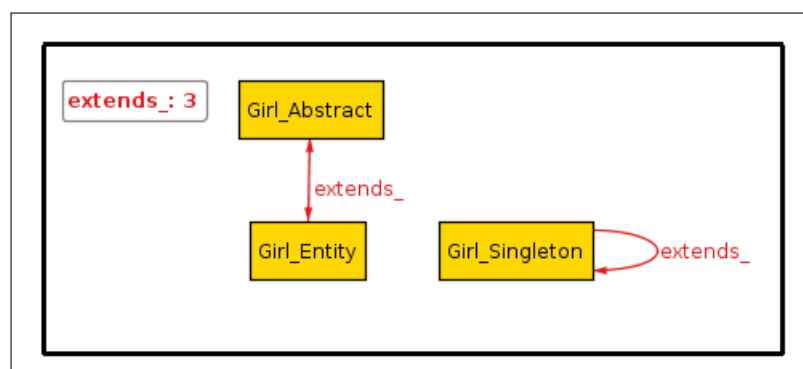 extends_: 3
Girl_Abstract
extends_
Girl_Entity
Girl_Singleton
extends_